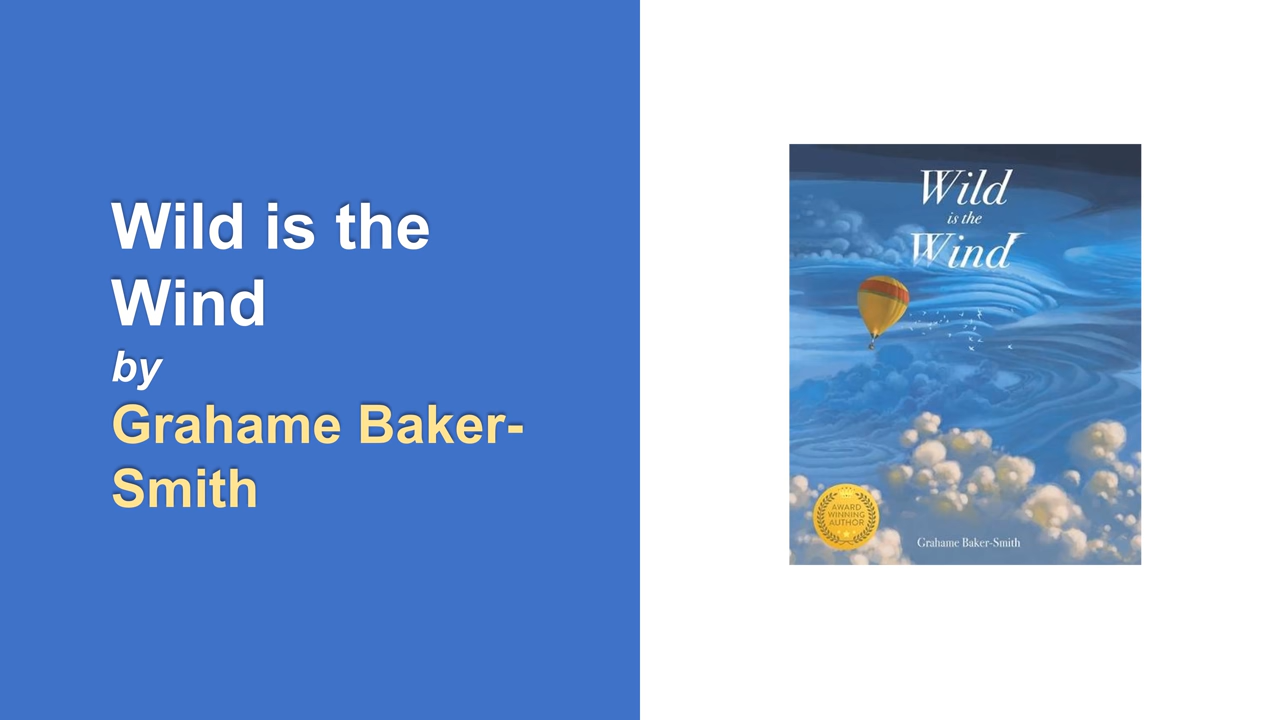 Wild is the
Wind
by
Grahame Baker-
Smith
Wild
is the
Wind
AWARD
WINNING
AUTHOR
Grahame Baker-Smith